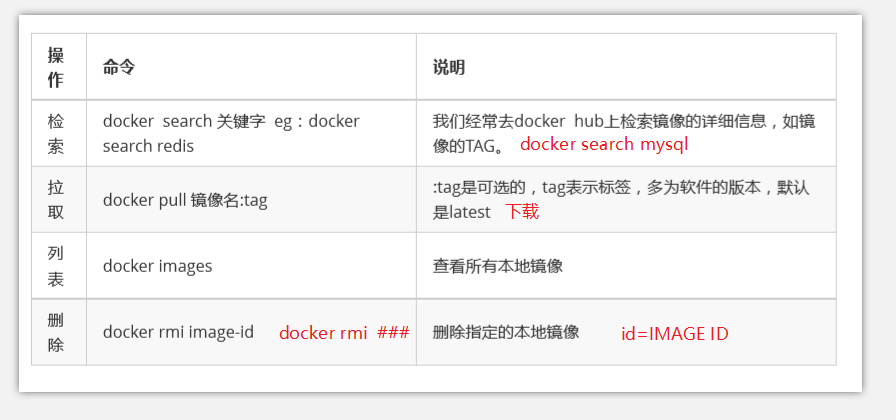 操作
命令
说明
检索
docker search 关键字 eg：docker
search redis
我们经常去docker hub上检索镜像的详细信息，如镜
像的TAG。 docker search mysql
拉取
docker pull 镜像名:tag
:tag是可选的，tag表示标签，多为软件的版本，默认
是latest 下载
列表
docker images
查看所有本地镜像
删除
docker rmi image-id docker rmi ###
删除指定的本地镜像 id=IMAGE ID